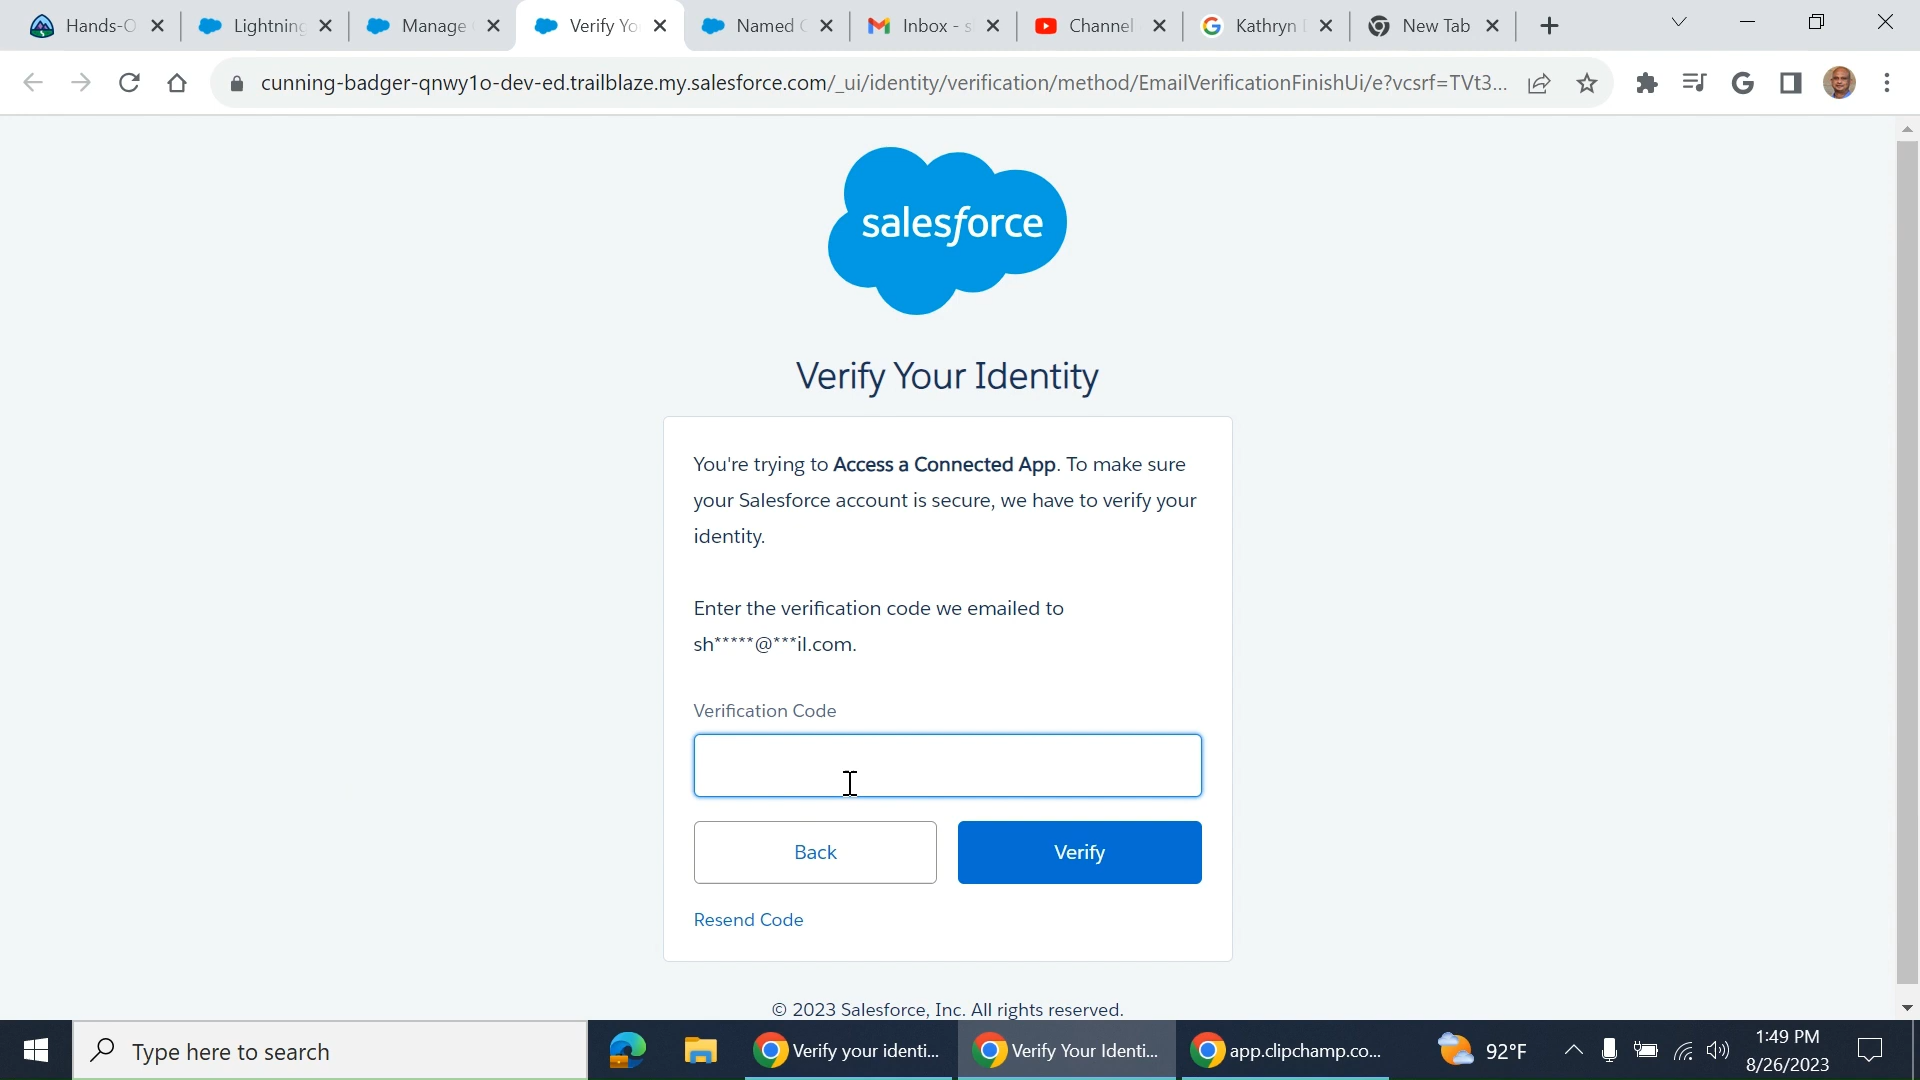 Hands-O
Lightning
Manage
Verify Yo
Named C
Inbox - s
Channel
Kathryn
New Tab
cunning-badger-qnwy1o-dev-ed.trailblaze.my.salesforce.com/_ui/identity/verification/method/EmailVerificationFinishUi/e?vcsrf=TVt3...
salesforce
Verify Your Identity
You're trying to Access a Connected App. To make sure
your Salesforce account is secure, we have to verify your
identity.
Enter the verification code we emailed to
sh*****@***il.com.
Verification Code
Back
Verify
Resend Code
© 2023 Salesforce, Inc. All rights reserved.
Type here to search
Verify your identi...
Verify Your Identi...
app.clipchamp.co...
92°F
1:49 PM
8/26/2023